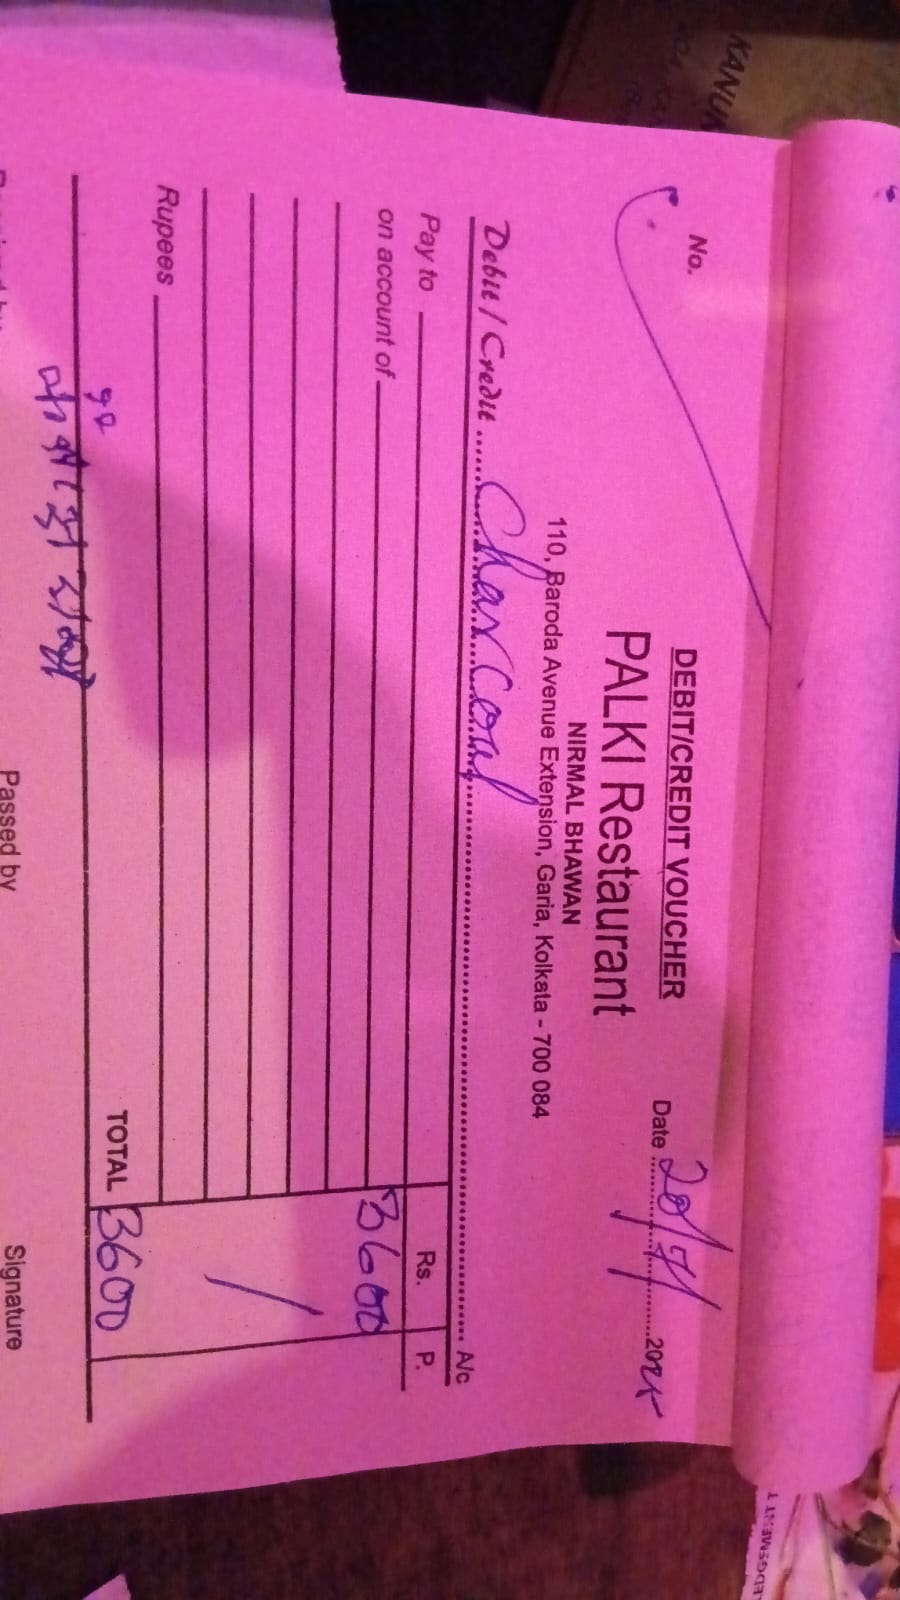 DEBIT/CREDIT VOUCHER
No.
Date 20/7/ 2025
PALKI Restaurant
NIRMAL BHAWAN
110, Baroda Avenue Extension, Garia, Kolkata - 700 084
Debit / Credit Char Coal A/c
Pay to Rs. P.
on account of 3600
Rupees
TOTAL 3600
Passed by Signature
KANUN